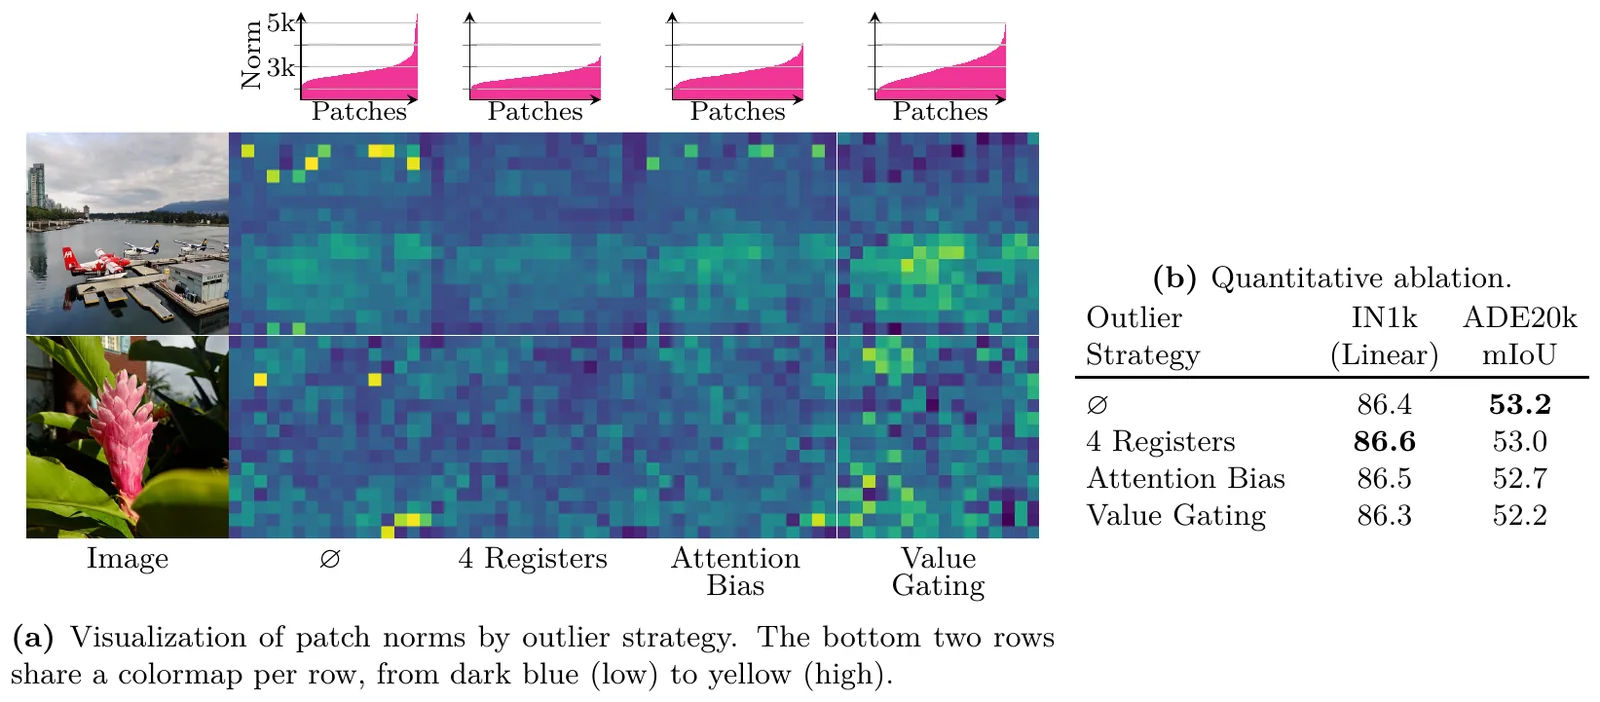 Norm
5k
3k
Patches
Patches
Patches
Patches
Image
∅
4 Registers
Attention
Bias
Value
Gating
(a) Visualization of patch norms by outlier strategy. The bottom two rows
share a colormap per row, from dark blue (low) to yellow (high).
(b) Quantitative ablation.
Outlier IN1k ADE20k
Strategy (Linear) mIoU
∅ 86.4 53.2
4 Registers 86.6 53.0
Attention Bias 86.5 52.7
Value Gating 86.3 52.2